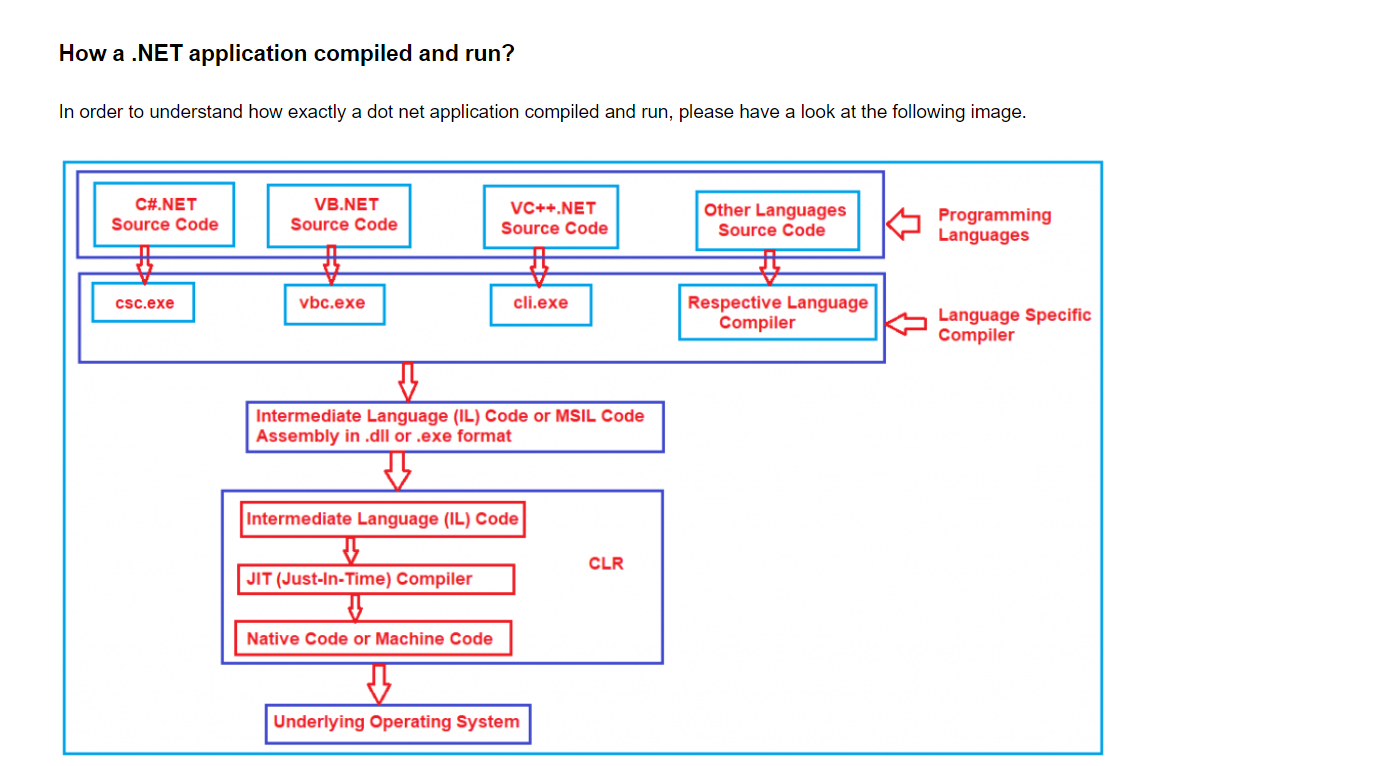 How a .NET application compiled and run?
In order to understand how exactly a dot net application compiled and run, please have a look at the following image.
C#.NET
Source Code
VB.NET
Source Code
VC++.NET
Source Code
Other Languages
Source Code
Programming
Languages
csc.exe
vbc.exe
cli.exe
Respective Language
Compiler
Language Specific
Compiler
Intermediate Language (IL) Code or MSIL Code
Assembly in .dll or .exe format
Intermediate Language (IL) Code
CLR
JIT (Just-In-Time) Compiler
Native Code or Machine Code
Underlying Operating System